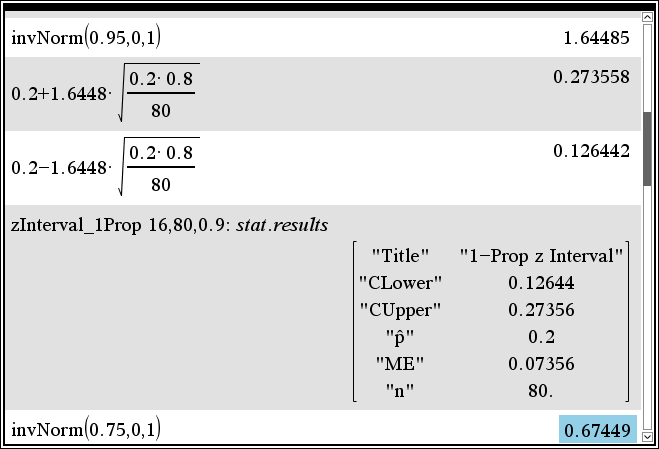 invNorm(0.95,0,1) 1.64485
0.2+1.6448·√(0.2·0.8/80) 0.273558
0.2−1.6448·√(0.2·0.8/80) 0.126442
zInterval_1Prop 16,80,0.9: stat.results
"Title" "1−Prop z Interval"
"CLower" 0.12644
"CUpper" 0.27356
"p̂" 0.2
"ME" 0.07356
"n" 80.
invNorm(0.75,0,1) 0.67449